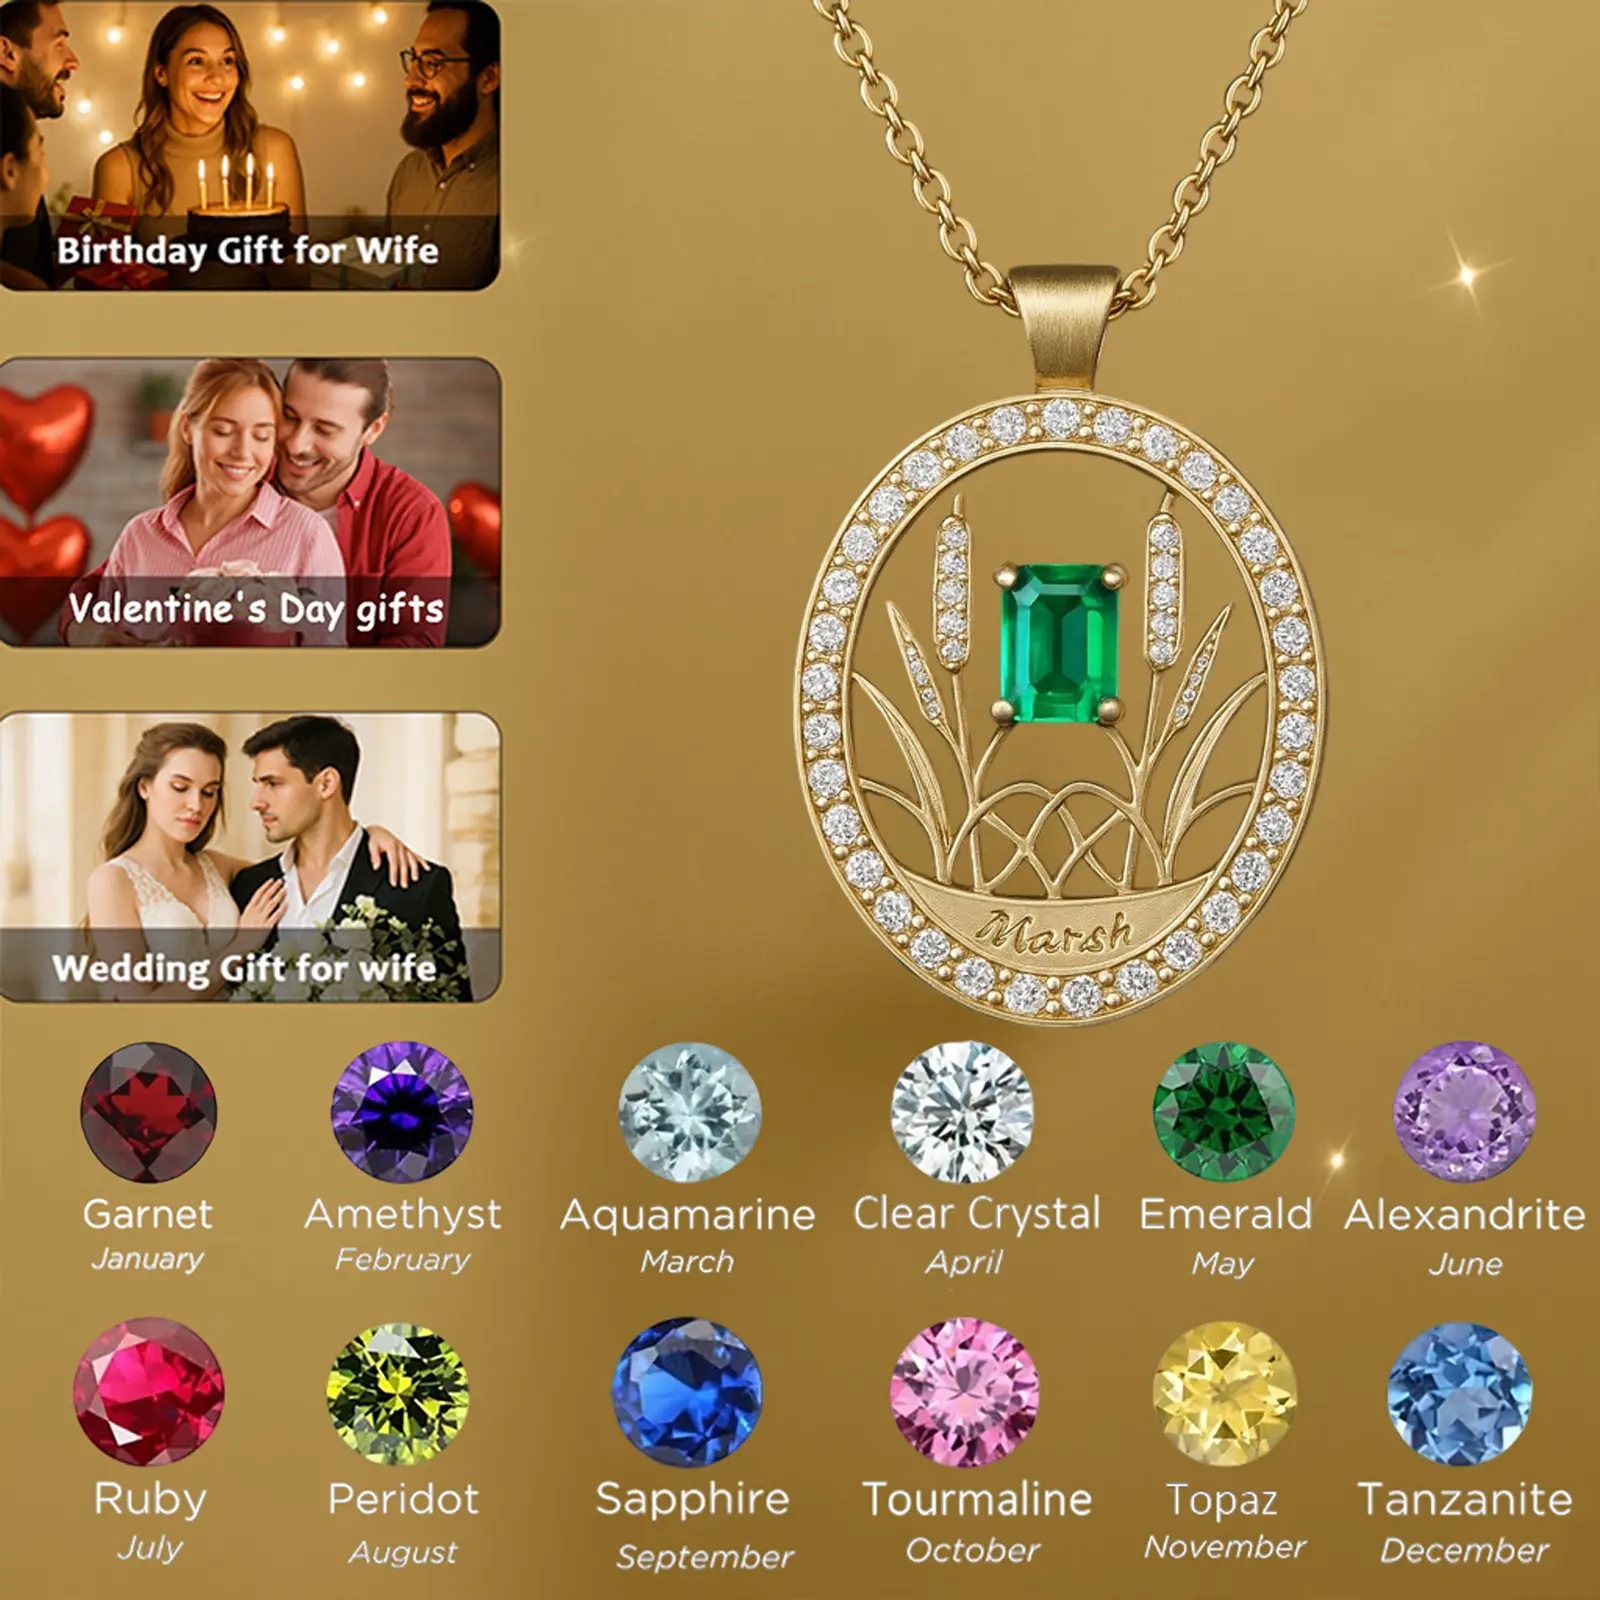 Birthday Gift for Wife
Valentine's Day gifts
Wedding Gift for wife
Marsh
Garnet
January
Amethyst
February
Aquamarine
March
Clear Crystal
April
Emerald
May
Alexandrite
June
Ruby
July
Peridot
August
Sapphire
September
Tourmaline
October
Topaz
November
Tanzanite
December